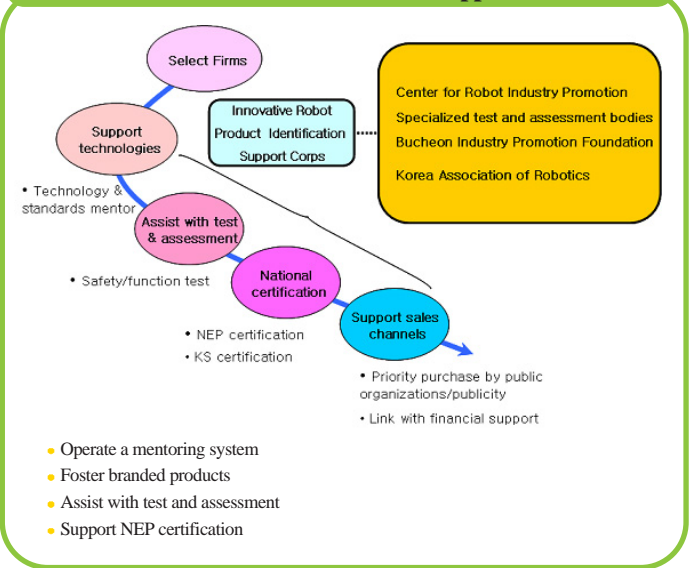 Select Firms
Innovative Robot
Product Identification
Support Corps
Center for Robot Industry Promotion
Specialized test and assessment bodies
Bucheon Industry Promotion Foundation
Korea Association of Robotics
Support
technologies
• Technology &
standards mentor
Assist with test
& assessment
• Safety/function test
National
certification
• NEP certification
• KS certification
Support sales
channels
• Priority purchase by public
organizations/publicity
• Link with financial support
• Operate a mentoring system
• Foster branded products
• Assist with test and assessment
• Support NEP certification